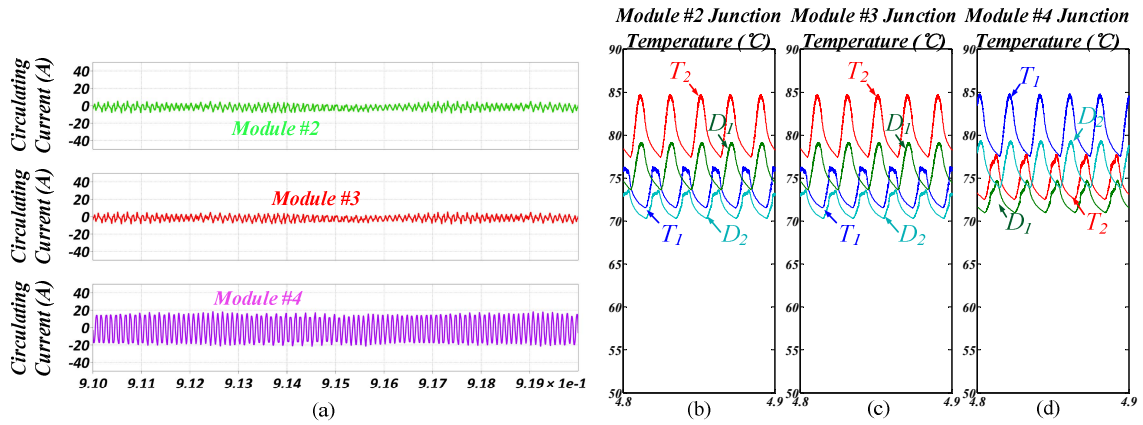 Circulating
Current (A)
40
20
0
-20
-40
Module #2
Circulating
Current (A)
40
20
0
-20
-40
Module #3
Circulating
Current (A)
40
20
0
-20
-40
Module #4
9.10 9.11 9.12 9.13 9.14 9.15 9.16 9.17 9.18 9.19 × 1e-1
(a)
Module #2 Junction
Temperature (℃)
90
85
80
75
70
65
60
55
50
4.8 4.9
T2
D1
T1
D2
(b)
Module #3 Junction
Temperature (℃)
90
85
80
75
70
65
60
55
50
4.8 4.9
T2
D1
T1
D2
(c)
Module #4 Junction
Temperature (℃)
90
85
80
75
70
65
60
55
50
4.8 4.9
T1
D2
D1
T2
(d)